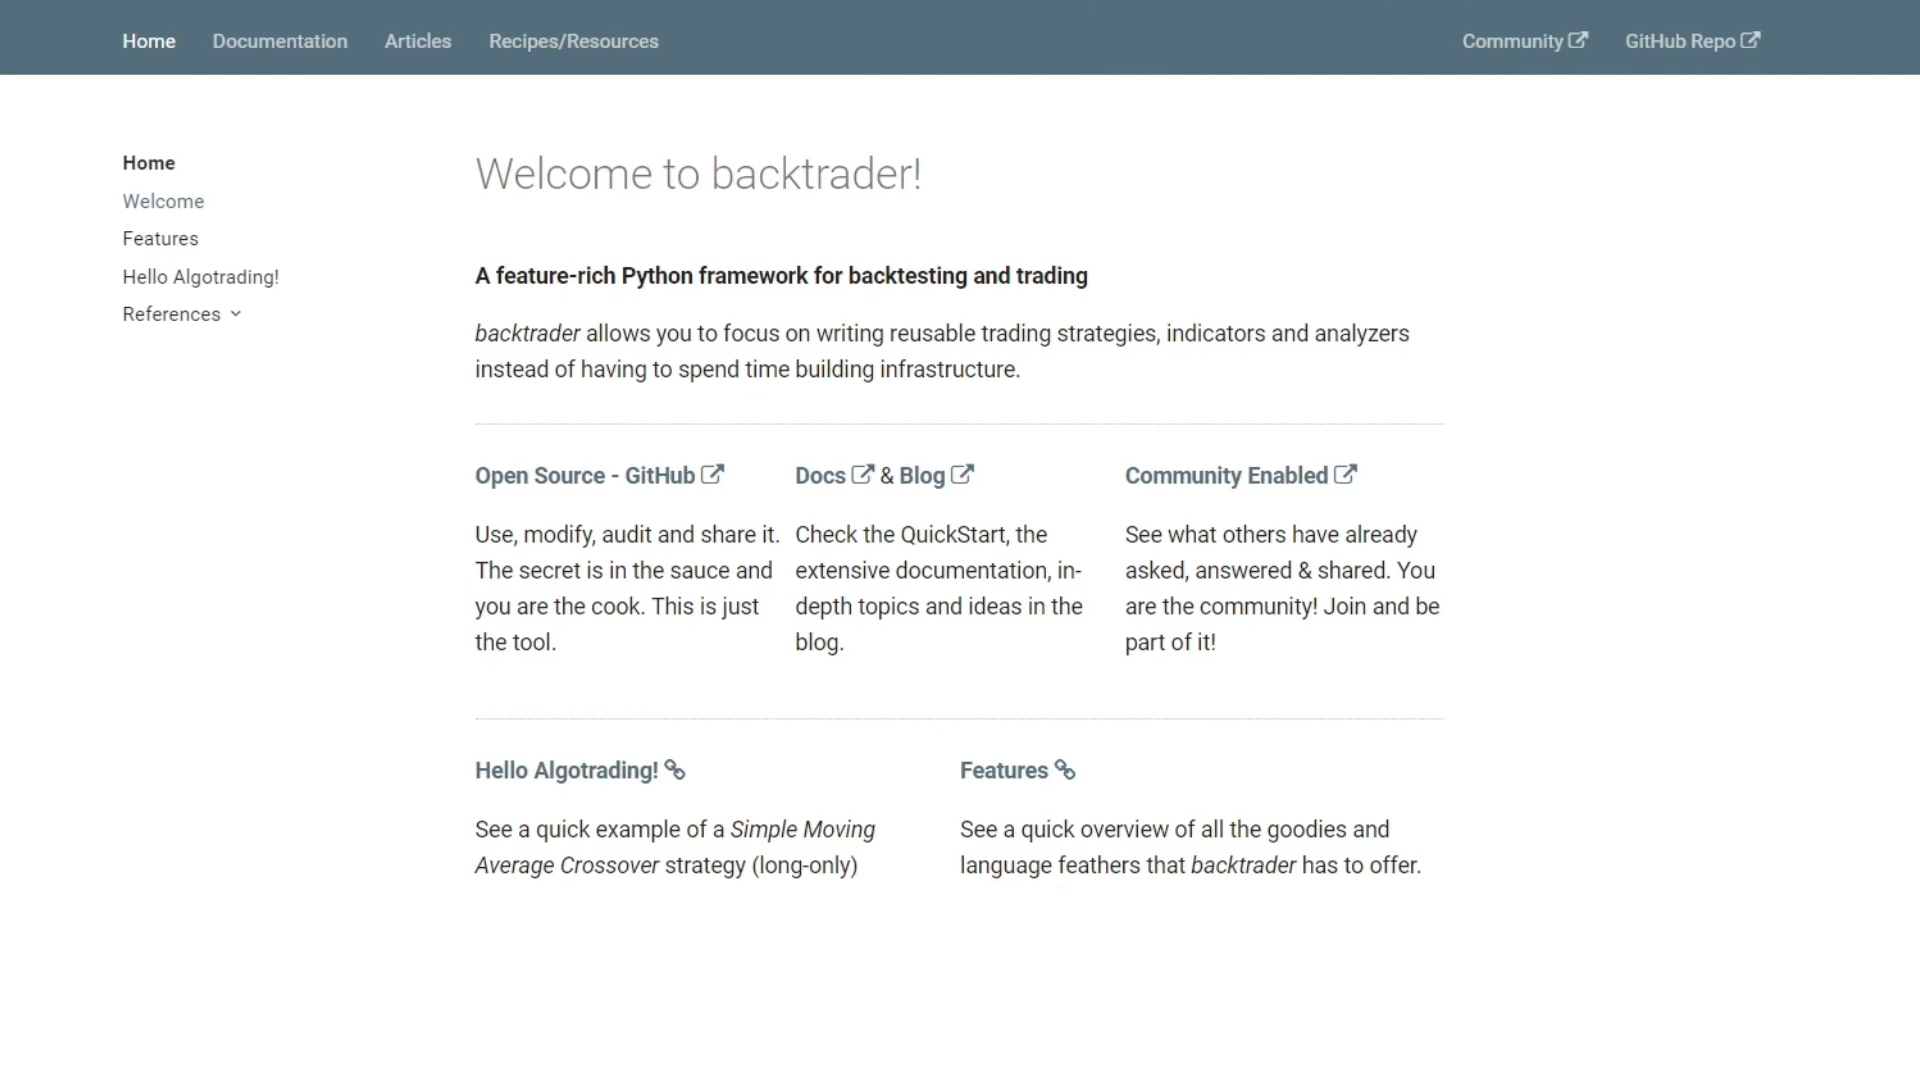 Home Documentation Articles Recipes/Resources Community GitHub Repo
Home
Welcome
Features
Hello Algotrading!
References
Welcome to backtrader!
A feature-rich Python framework for backtesting and trading
backtrader allows you to focus on writing reusable trading strategies, indicators and analyzers
instead of having to spend time building infrastructure.
Open Source - GitHub
Use, modify, audit and share it.
The secret is in the sauce and
you are the cook. This is just
the tool.
Docs & Blog
Check the QuickStart, the
extensive documentation, in-
depth topics and ideas in the
blog.
Community Enabled
See what others have already
asked, answered & shared. You
are the community! Join and be
part of it!
Hello Algotrading!
See a quick example of a Simple Moving
Average Crossover strategy (long-only)
Features
See a quick overview of all the goodies and
language feathers that backtrader has to offer.